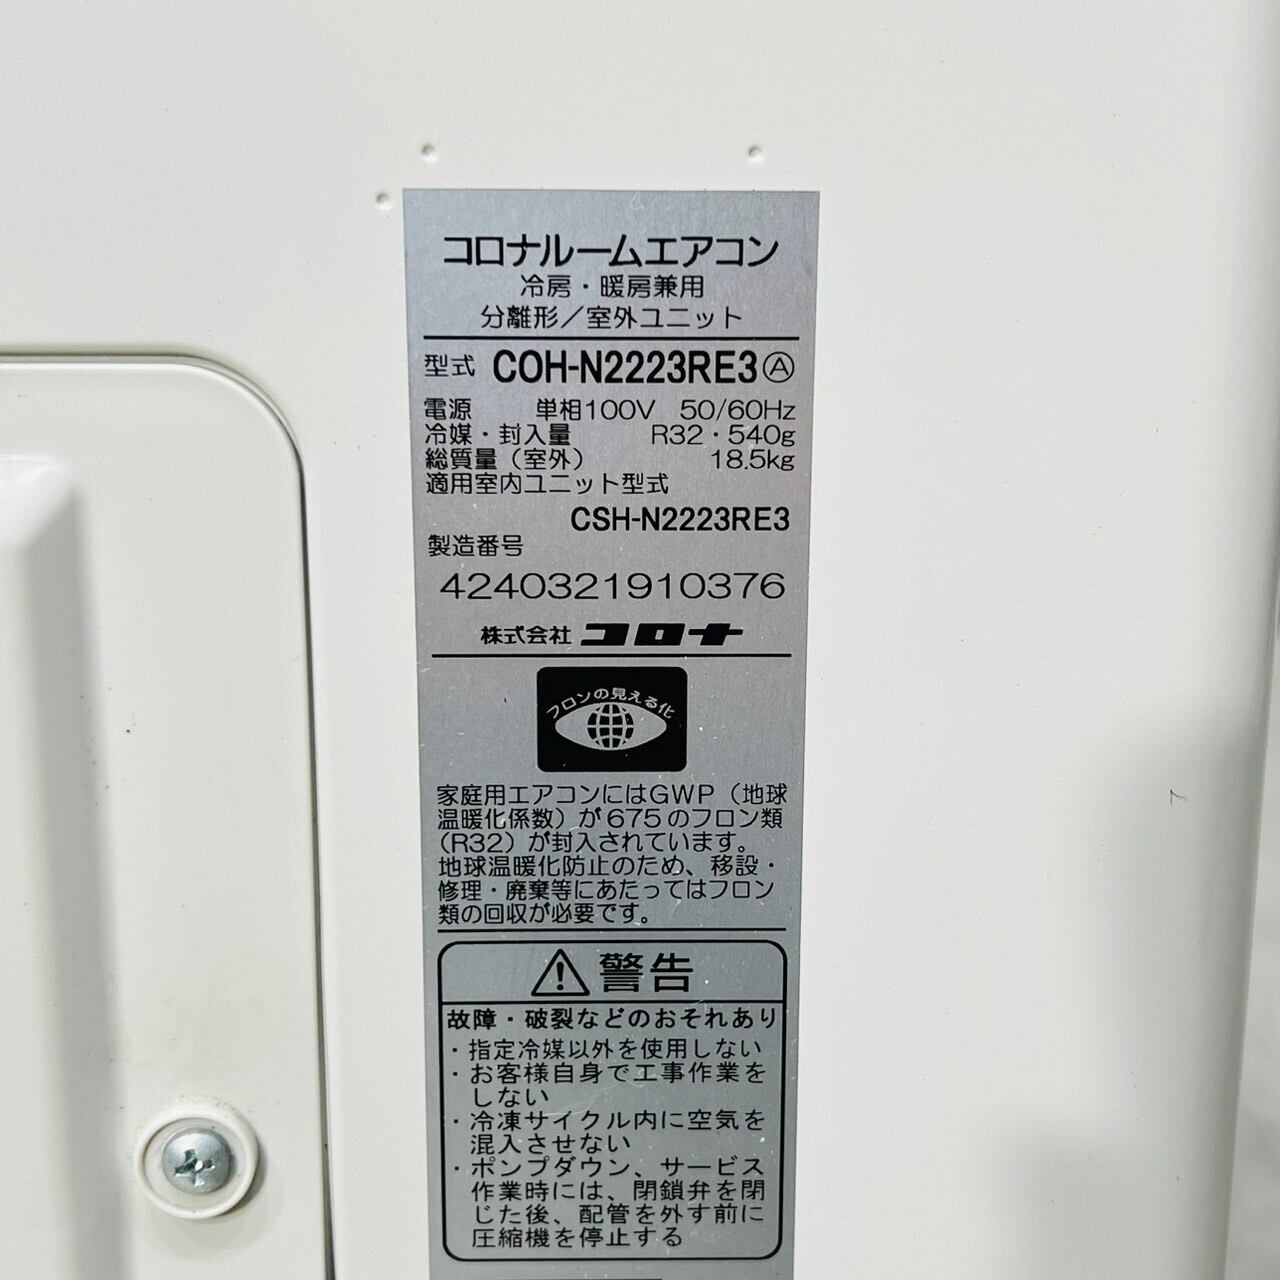 コロナルームエアコン
冷房・暖房兼用
分離形／室外ユニット
型式 COH-N2223RE3Ⓐ
電源 単相100V 50/60Hz
冷媒・封入量 R32・540g
総質量（室外） 18.5kg
適用室内ユニット型式
CSH-N2223RE3
製造番号
4240321910376
株式会社 コロナ
フロンの見える化
家庭用エアコンにはGWP（地球
温暖化係数）が675のフロン類
（R32）が封入されています。
地球温暖化防止のため、移設・
修理・廃棄等にあたってはフロン
類の回収が必要です。
警告
故障・破裂などのおそれあり
・指定冷媒以外を使用しない
・お客様自身で工事作業を
しない
・冷凍サイクル内に空気を
混入させない
・ポンプダウン、サービス
作業時には、閉鎖弁を閉
じた後、配管を外す前に
圧縮機を停止する